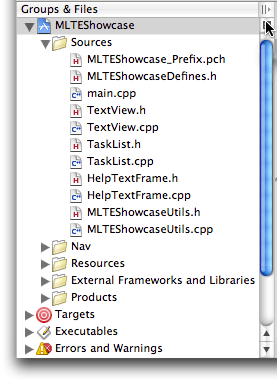 Groups & Files
MLTEShowcase
Sources
MLTEShowcase_Prefix.pch
MLTEShowcaseDefines.h
main.cpp
TextView.h
TextView.cpp
TaskList.h
TaskList.cpp
HelpTextFrame.h
HelpTextFrame.cpp
MLTEShowcaseUtils.h
MLTEShowcaseUtils.cpp
Nav
Resources
External Frameworks and Libraries
Products
Targets
Executables
Errors and Warnings